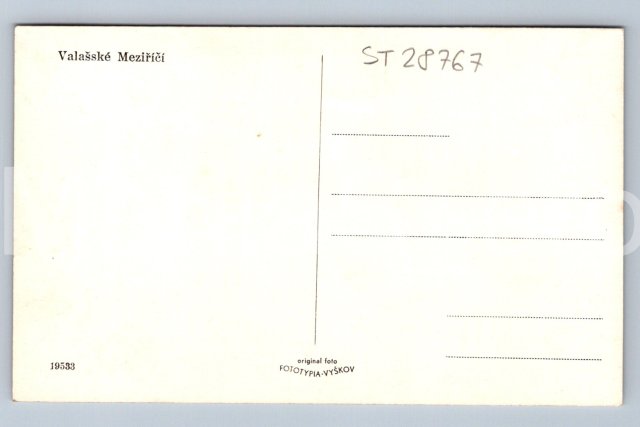 Valašské Meziříčí
ST 28767
19533
original foto
FOTOTYPIA-VYŠKOV